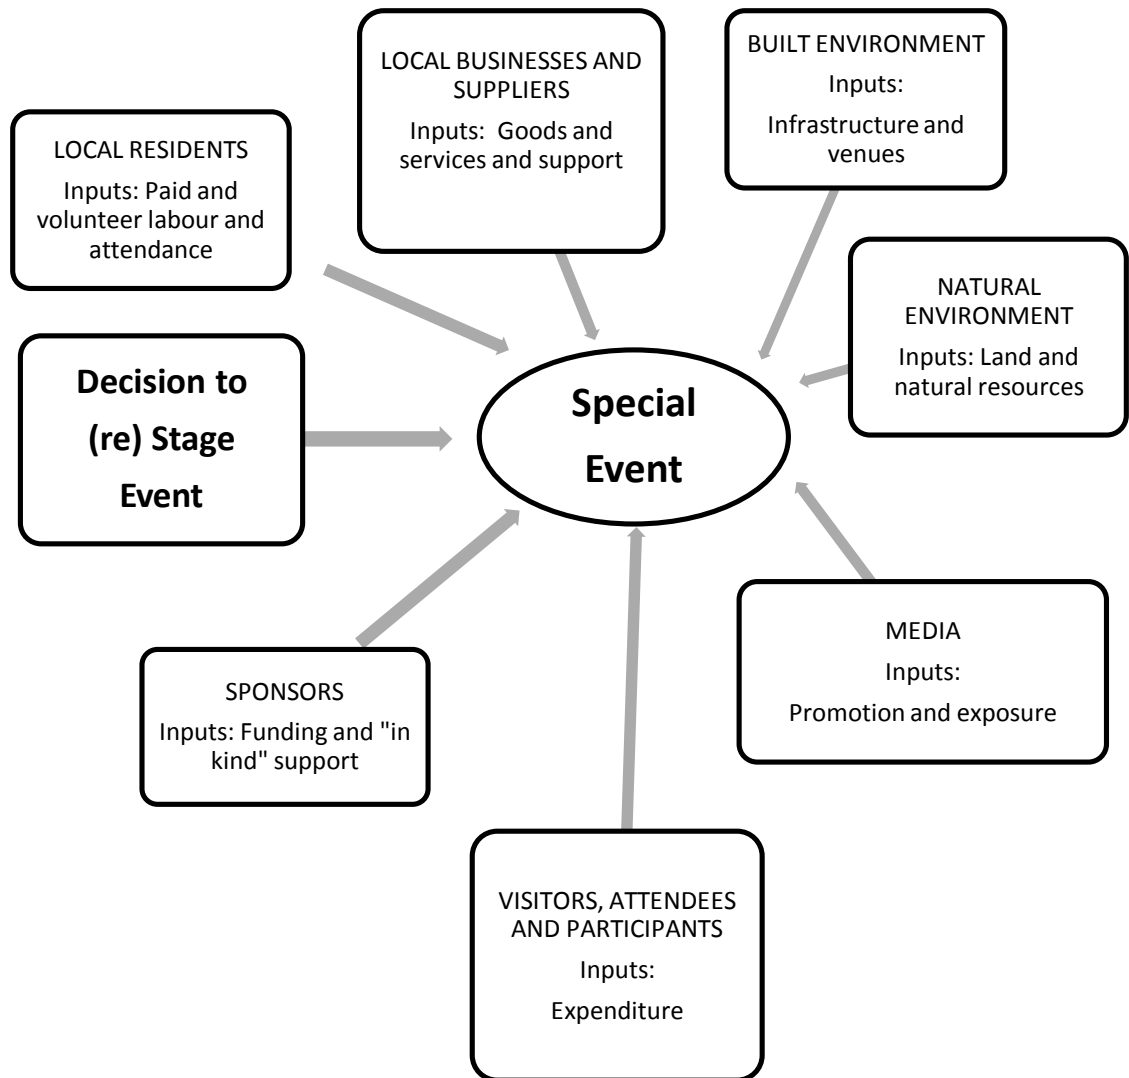 LOCAL BUSINESSES AND
SUPPLIERS
Inputs:  Goods and
services and support
BUILT ENVIRONMENT
Inputs:
Infrastructure and
venues
LOCAL RESIDENTS
Inputs: Paid and
volunteer labour and
attendance
NATURAL
ENVIRONMENT
Inputs: Land and
natural resources
Decision to
(re) Stage
Event
Special
Event
MEDIA
Inputs:
Promotion and exposure
SPONSORS
Inputs: Funding and "in
kind" support
VISITORS, ATTENDEES
AND PARTICIPANTS
Inputs:
Expenditure